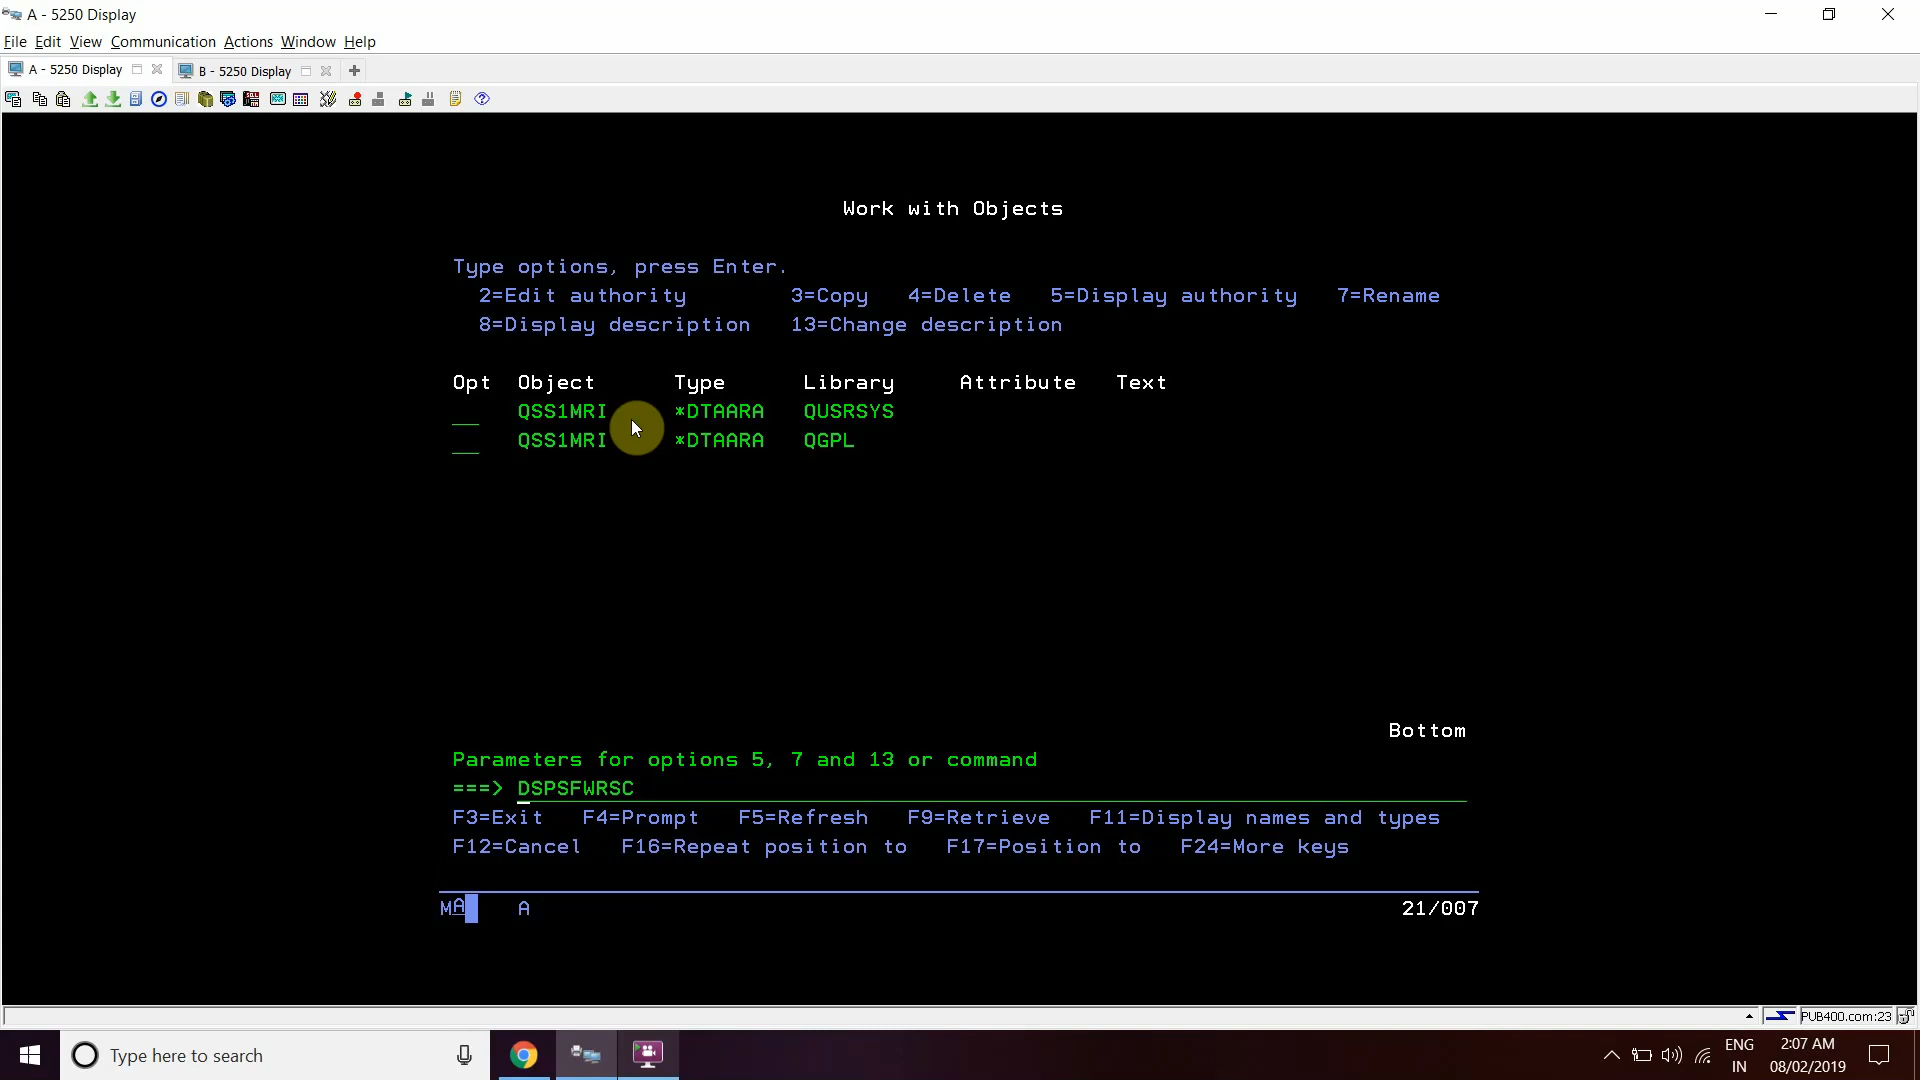 A - 5250 Display
File Edit View Communication Actions Window Help
A - 5250 Display B - 5250 Display
Work with Objects
Type options, press Enter.
2=Edit authority 3=Copy 4=Delete 5=Display authority 7=Rename
8=Display description 13=Change description
Opt Object Type Library Attribute Text
___ QSS1MRI *DTAARA QUSRSYS
___ QSS1MRI *DTAARA QGPL
Bottom
Parameters for options 5, 7 and 13 or command
===> DSPSFWRSC
F3=Exit F4=Prompt F5=Refresh F9=Retrieve F11=Display names and types
F12=Cancel F16=Repeat position to F17=Position to F24=More keys
MA A 21/007
PUB400.com:23
Type here to search
ENG 2:07 AM
IN 08/02/2019